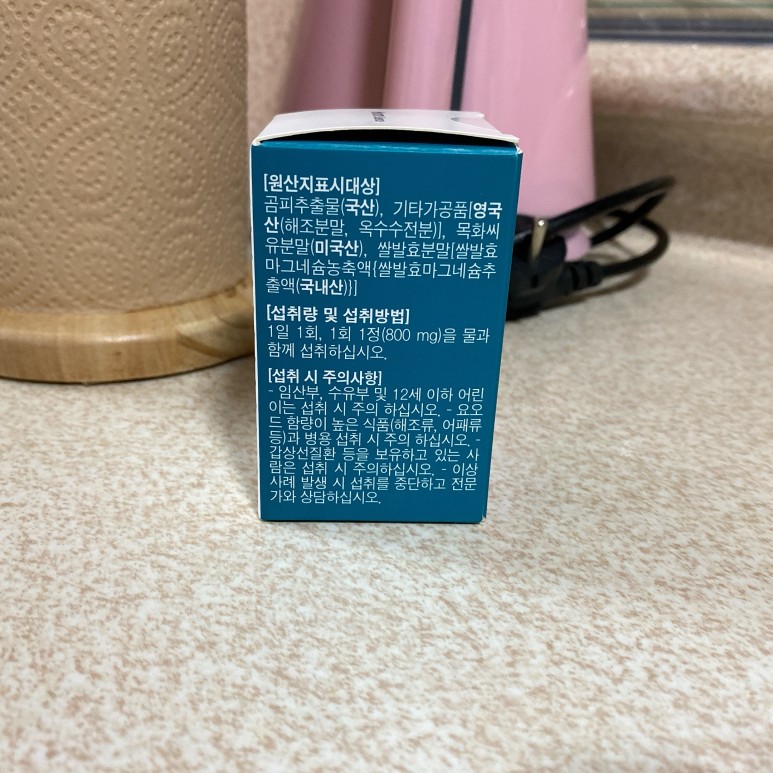 [원산지표시대상]
곰피추출물(국산), 기타가공품[영국
산(해조분말, 옥수수전분)], 목화씨
유분말(미국산), 쌀발효분말[쌀발효
마그네슘농축액{쌀발효마그네슘추
출액(국내산)}]
[섭취량 및 섭취방법]
1일 1회, 1회 1정(800 mg)을 물과
함께 섭취하십시오.
[섭취 시 주의사항]
- 임산부, 수유부 및 12세 이하 어린
이는 섭취 시 주의 하십시오. - 요오
드 함량이 높은 식품(해조류, 어패류
등)과 병용 섭취 시 주의 하십시오. -
갑상선질환 등을 보유하고 있는 사
람은 섭취 시 주의하십시오. - 이상
사례 발생 시 섭취를 중단하고 전문
가와 상담하십시오.